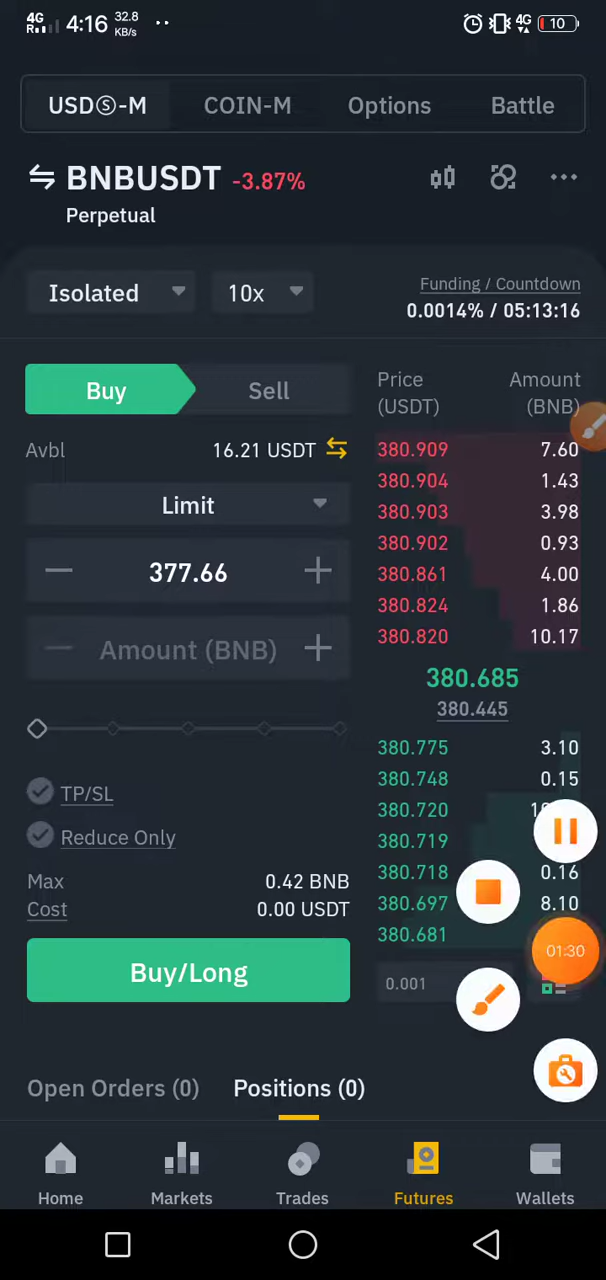 4G
R 4:16 32.8 KB/s ··
4G 10
USDⓈ-M COIN-M Options Battle
BNBUSDT -3.87%
Perpetual
Isolated 10x
Funding / Countdown
0.0014% / 05:13:16
Buy Sell
Avbl 16.21 USDT
Limit
377.66
Amount (BNB)
TP/SL
Reduce Only
Max 0.42 BNB
Cost 0.00 USDT
Buy/Long
Price Amount
(USDT) (BNB)
380.909 7.60
380.904 1.43
380.903 3.98
380.902 0.93
380.861 4.00
380.824 1.86
380.820 10.17
380.685
380.445
380.775 3.10
380.748 0.15
380.720
380.719
380.718 0.16
380.697 8.10
380.681
01:30
0.001
Open Orders (0) Positions (0)
Home Markets Trades Futures Wallets